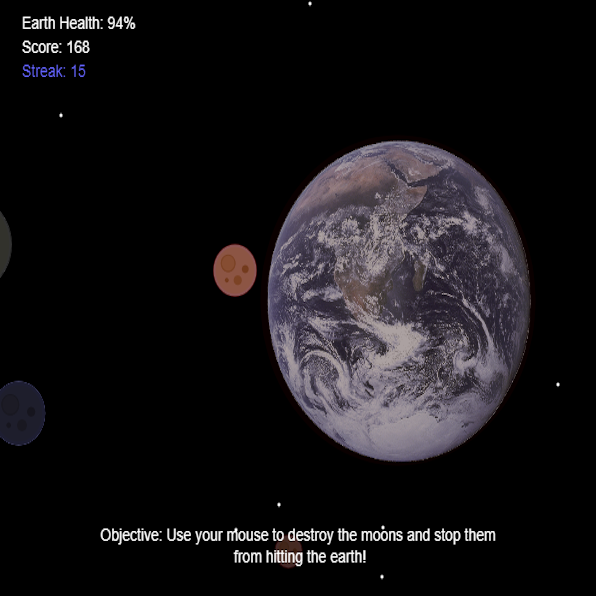 Earth Health: 94%
Score: 168
Streak: 15
Objective: Use your mouse to destroy the moons and stop them
from hitting the earth!